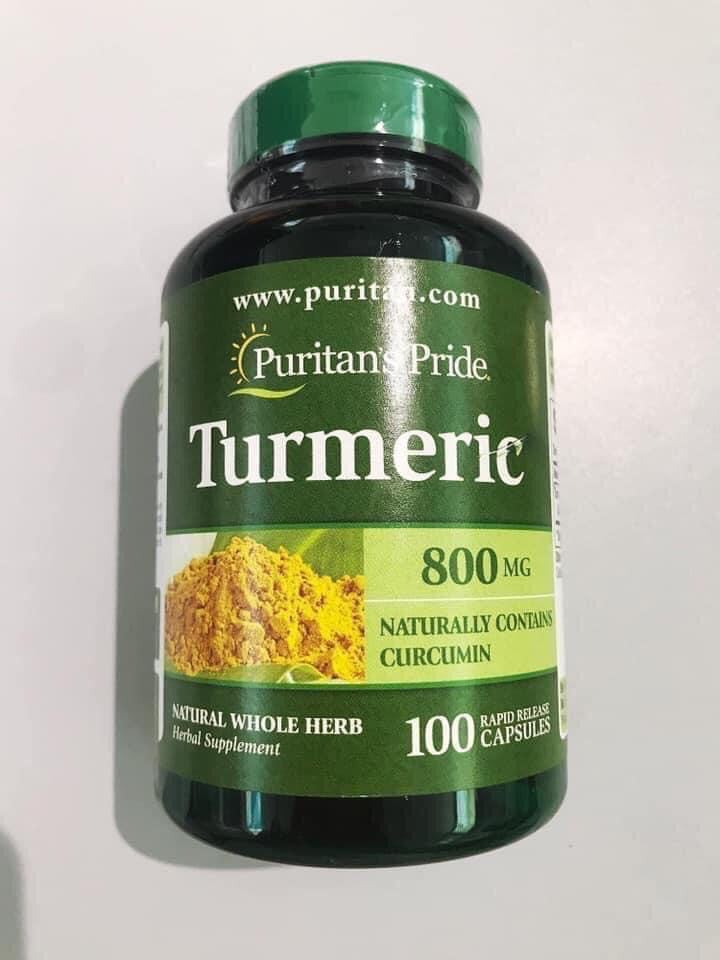 www.puritan.com
Puritan's Pride
Turmeric
800 MG
NATURALLY CONTAINS
CURCUMIN
NATURAL WHOLE HERB
Herbal Supplement
100 RAPID RELEASE
CAPSULES